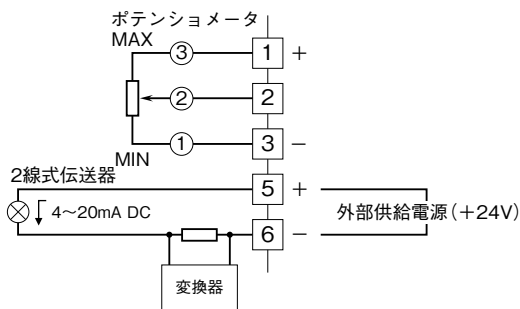 ポテンショメータ
MAX ③ 1 +
② 2
① 3 −
MIN
2線式伝送器
5 +
4~20mA DC
外部供給電源(+24V)
6 −
変換器